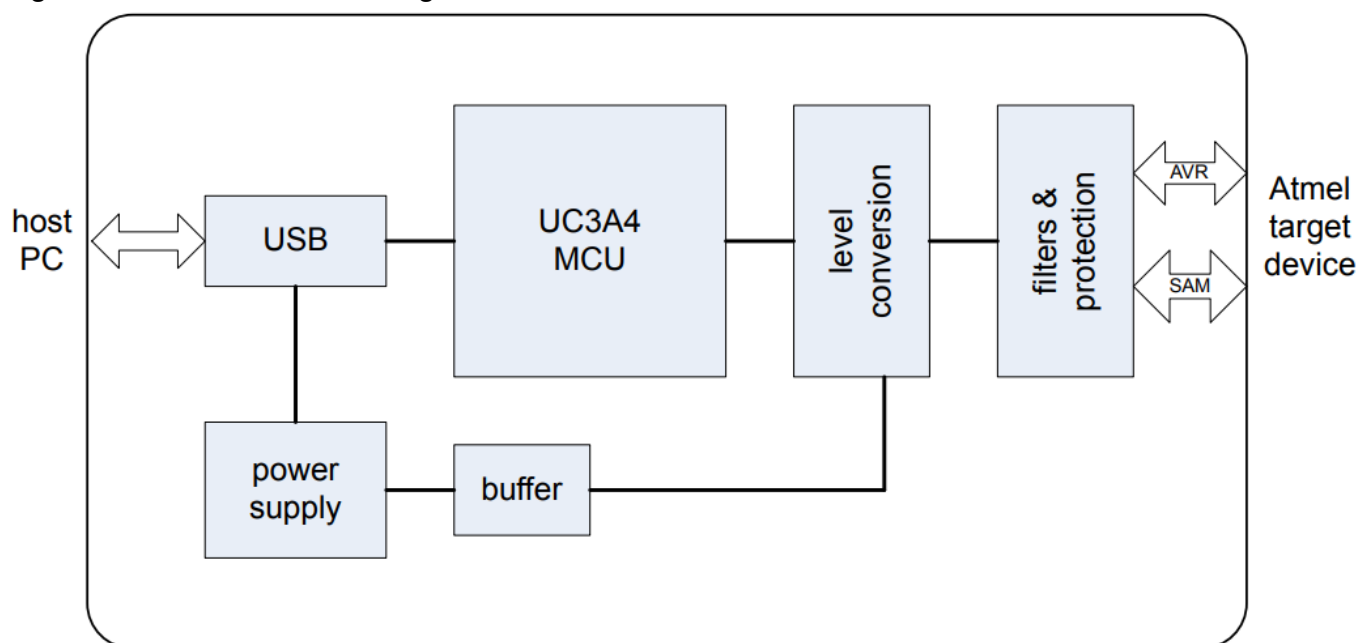 host
PC
USB
UC3A4
MCU
level
conversion
filters &
protection
AVR
SAM
Atmel
target
device
power
supply
buffer